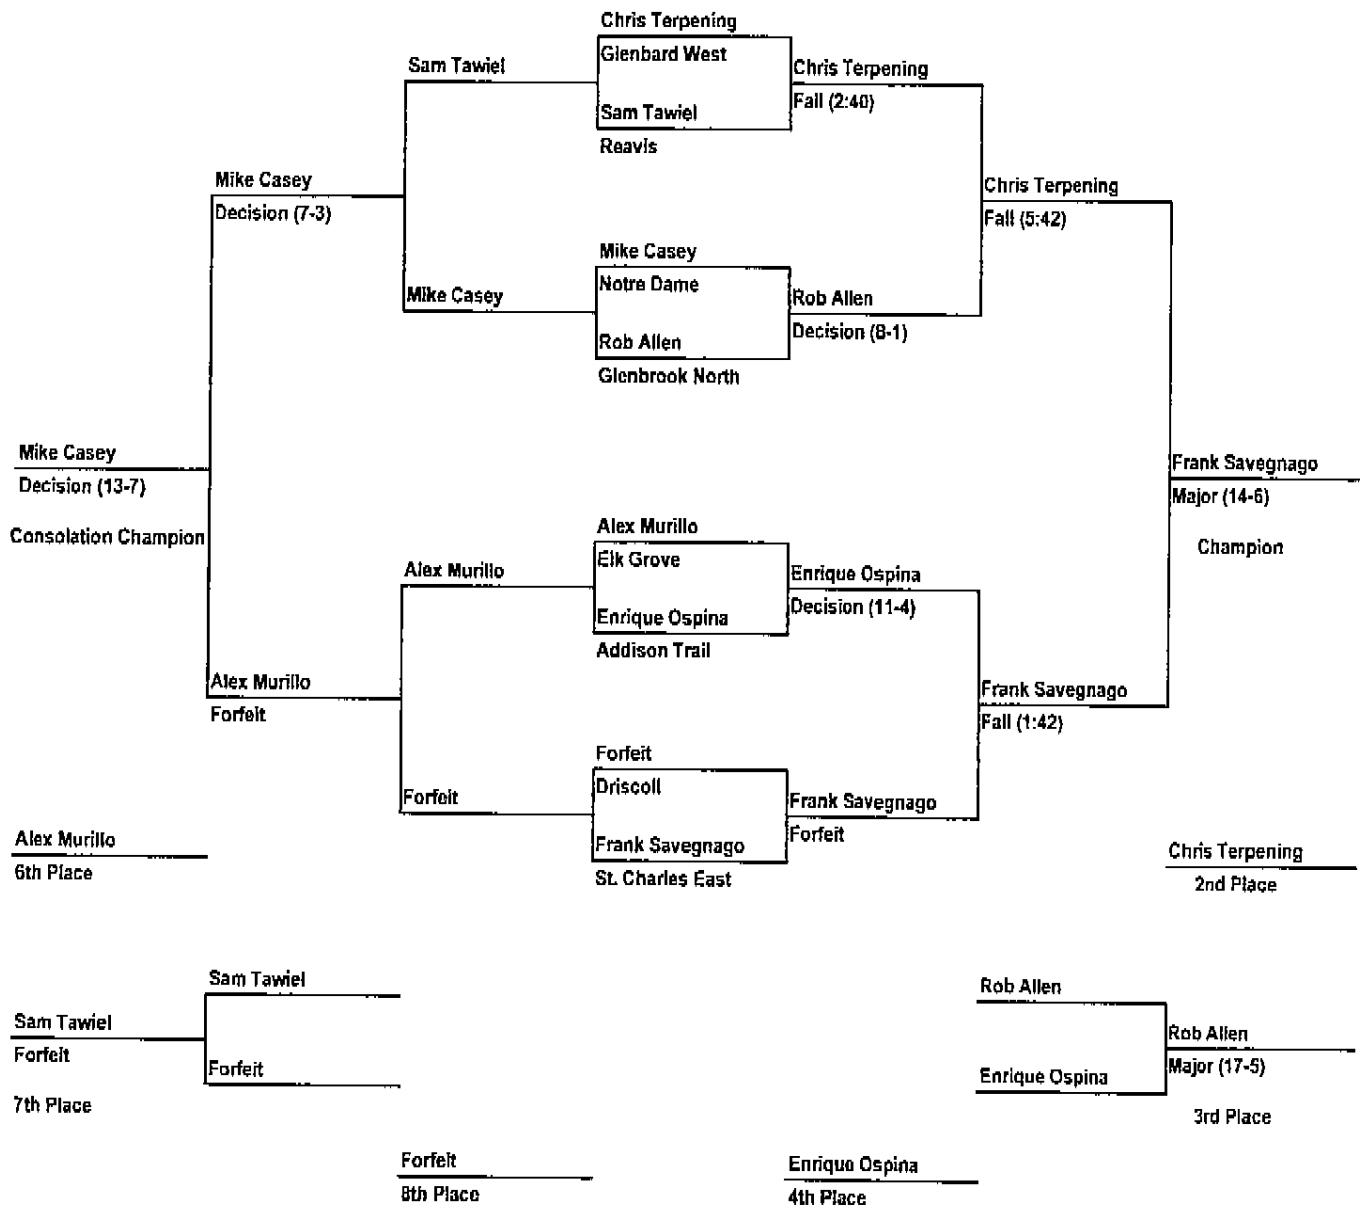 Chris Terpening
Sam Tawiel
Glenbard West
Chris Terpening
Fall (2:40)
Sam Tawiel
Reavis
Mike Casey
Decision (7-3)
Chris Terpening
Fall (5:42)
Mike Casey
Mike Casey
Notre Dame
Rob Allen
Decision (8-1)
Rob Allen
Glenbrook North
Mike Casey
Decision (13-7)
Consolation Champion
Frank Savegnago
Major (14-6)
Champion
Alex Murillo
Alex Murillo
Elk Grove
Enrique Ospina
Decision (11-4)
Enrique Ospina
Addison Trail
Alex Murillo
Forfeit
Frank Savegnago
Fall (1:42)
Forfeit
Forfeit
Driscoll
Frank Savegnago
Forfeit
Frank Savegnago
St. Charles East
Alex Murillo
6th Place
Chris Terpening
2nd Place
Sam Tawiel
Sam Tawiel
Forfeit
Forfeit
7th Place
Rob Allen
Rob Allen
Major (17-5)
Enrique Ospina
3rd Place
Forfeit
8th Place
Enrique Ospina
4th Place